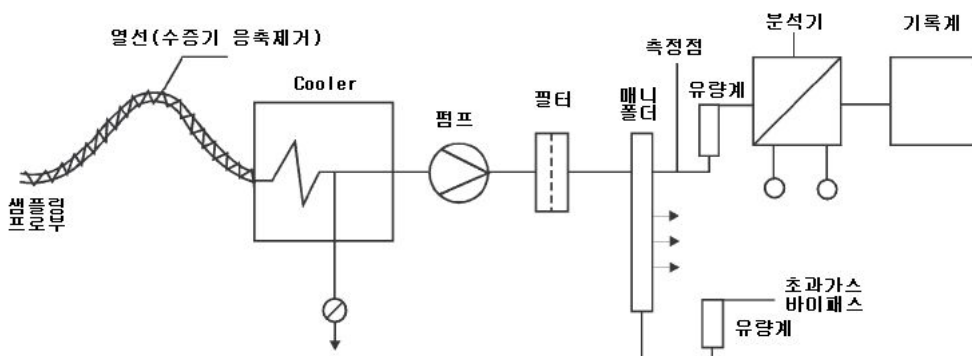 열선(수증기 응축제거)
Cooler
펌프
필터
매니
폴더
측정점
유량계
분석기
기록계
샘플링
프로부
초과가스
바이패스
유량계